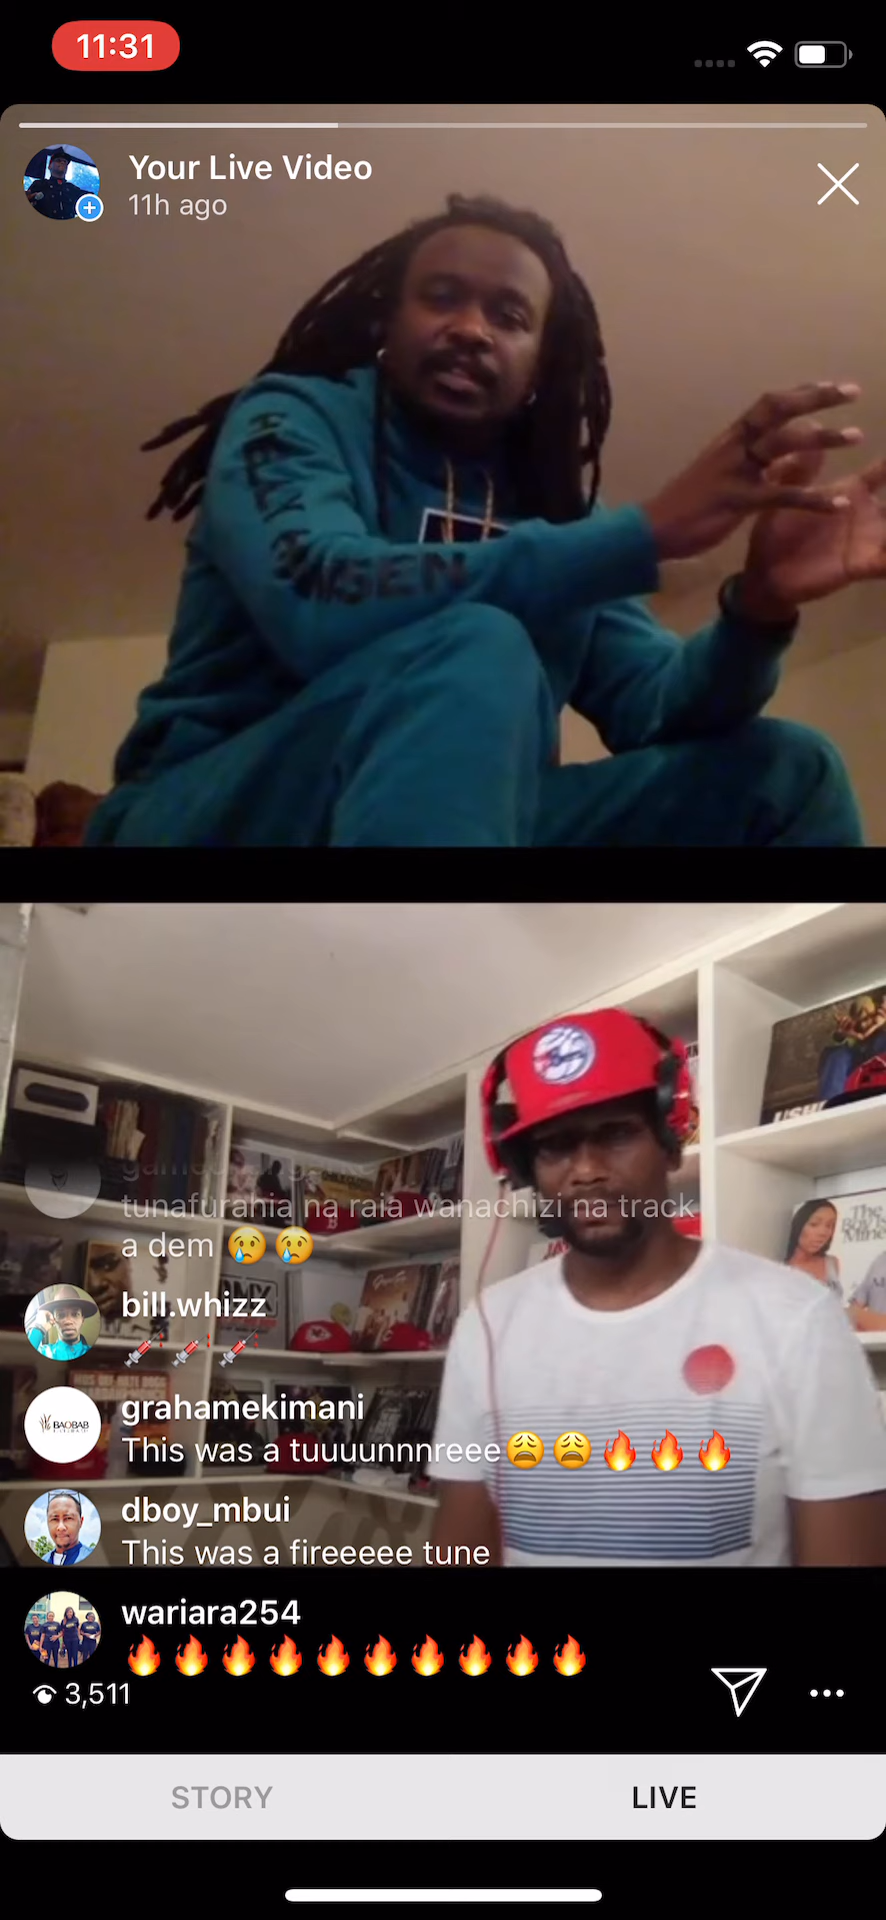 11:31
Your Live Video
11h ago
tunafurahia na raia wanachizi na track
a dem 😢😢
bill.whizz
💉💉💉
grahamekimani
This was a tuuuunnnreee😩😩🔥🔥🔥
BAOBAB
dboy_mbui
This was a fireeeee tune
wariara254
🔥🔥🔥🔥🔥🔥🔥🔥🔥🔥
3,511
STORY
LIVE